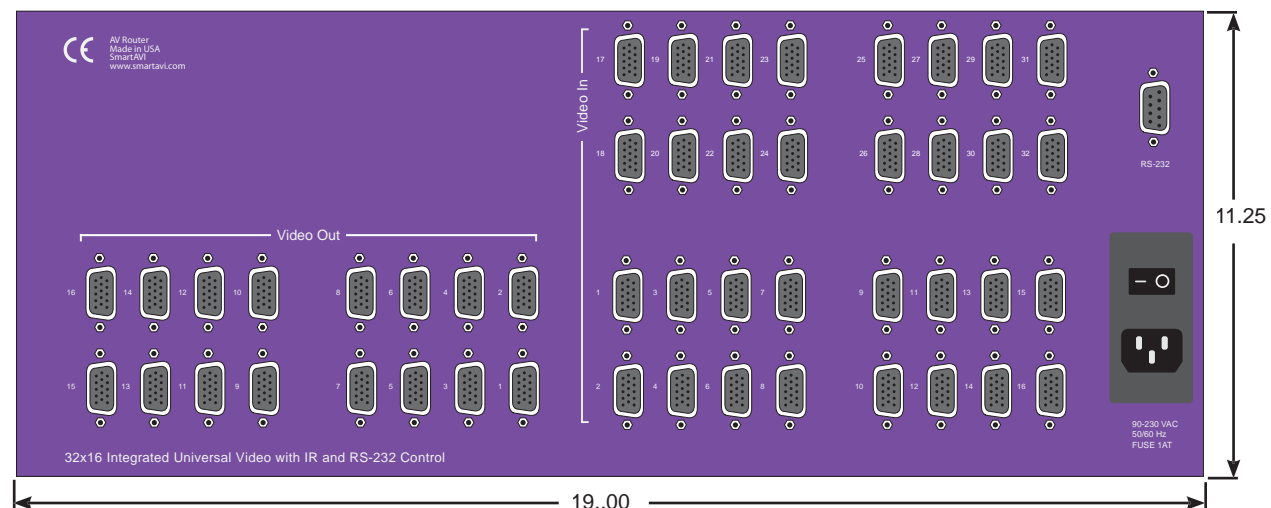 AV Router
Made in USA
SmartAVI
www.smartavi.com
Video In
17 19 21 23 25 27 29 31
18 20 22 24 26 28 30 32
RS-232
11.25
Video Out
16 14 12 10 8 6 4 2
1 3 5 7 9 11 13 15
15 13 11 9 7 5 3 1
2 4 6 8 10 12 14 16
90-230 VAC
50/60 Hz
FUSE 1AT
32x16 Integrated Universal Video with IR and RS-232 Control
19..00